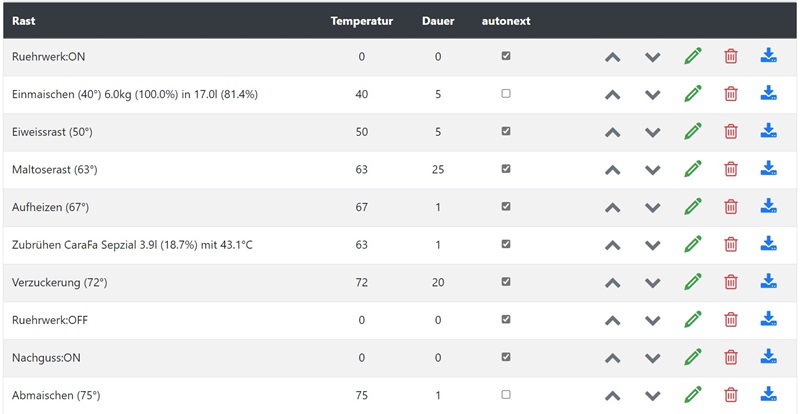 Rast Temperatur Dauer autonext
Ruehrwerk:ON 0 0
Einmaischen (40°) 6.0kg (100.0%) in 17.0l (81.4%) 40 5
Eiweissrast (50°) 50 5
Maltoserast (63°) 63 25
Aufheizen (67°) 67 1
Zubrühen CaraFa Sepzial 3.9l (18.7%) mit 43.1°C 63 1
Verzuckerung (72°) 72 20
Ruehrwerk:OFF 0 0
Nachguss:ON 0 0
Abmaischen (75°) 75 1